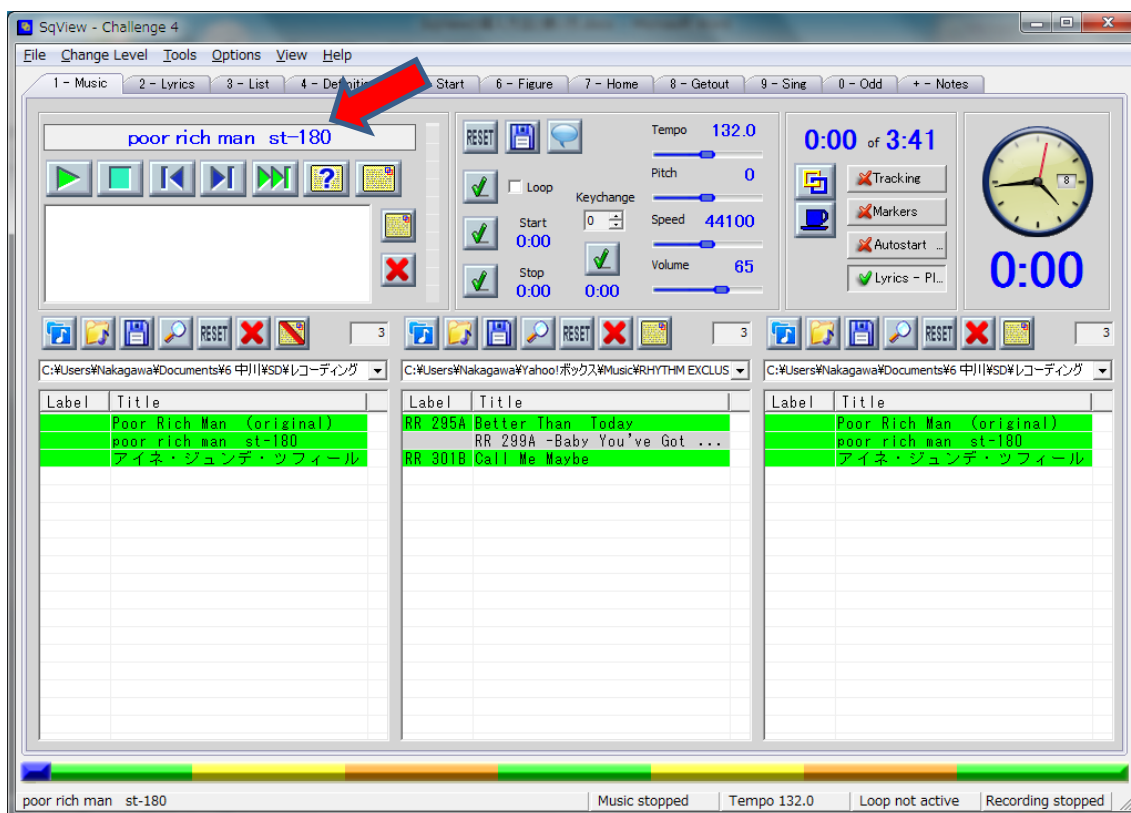 SqView - Challenge 4
File Change Level Tools Options View Help
1 - Music 2 - Lyrics 3 - List 4 - Start 6 - Figure 7 - Home 8 - Getout 9 - Sing 0 - Odd + - Notes
poor rich man st-180
RESET
Tempo 132.0
0:00 of 3:41
Loop
Pitch 0
Tracking
8
Keychange
0
Start
0:00
Speed 44100
Markers
Autostart ...
Stop
0:00
0:00
Volume 65
Lyrics - Pl...
0:00
RESET 3 RESET 3 RESET 3
C:¥Users¥Nakagawa¥Documents¥6 中川¥SD¥レコーディング C:¥Users¥Nakagawa¥Yahoo!ボックス¥Music¥RHYTHM EXCLUS C:¥Users¥Nakagawa¥Documents¥6 中川¥SD¥レコーディング
Label Title Label Title Label Title
Poor Rich Man (original) RR 295A Better Than Today Poor Rich Man (original)
poor rich man st-180 RR 299A -Baby You've Got ... poor rich man st-180
アイネ・ジュンデ・ツフィール RR 301B Call Me Maybe アイネ・ジュンデ・ツフィール
poor rich man st-180 Music stopped Tempo 132.0 Loop not active Recording stopped